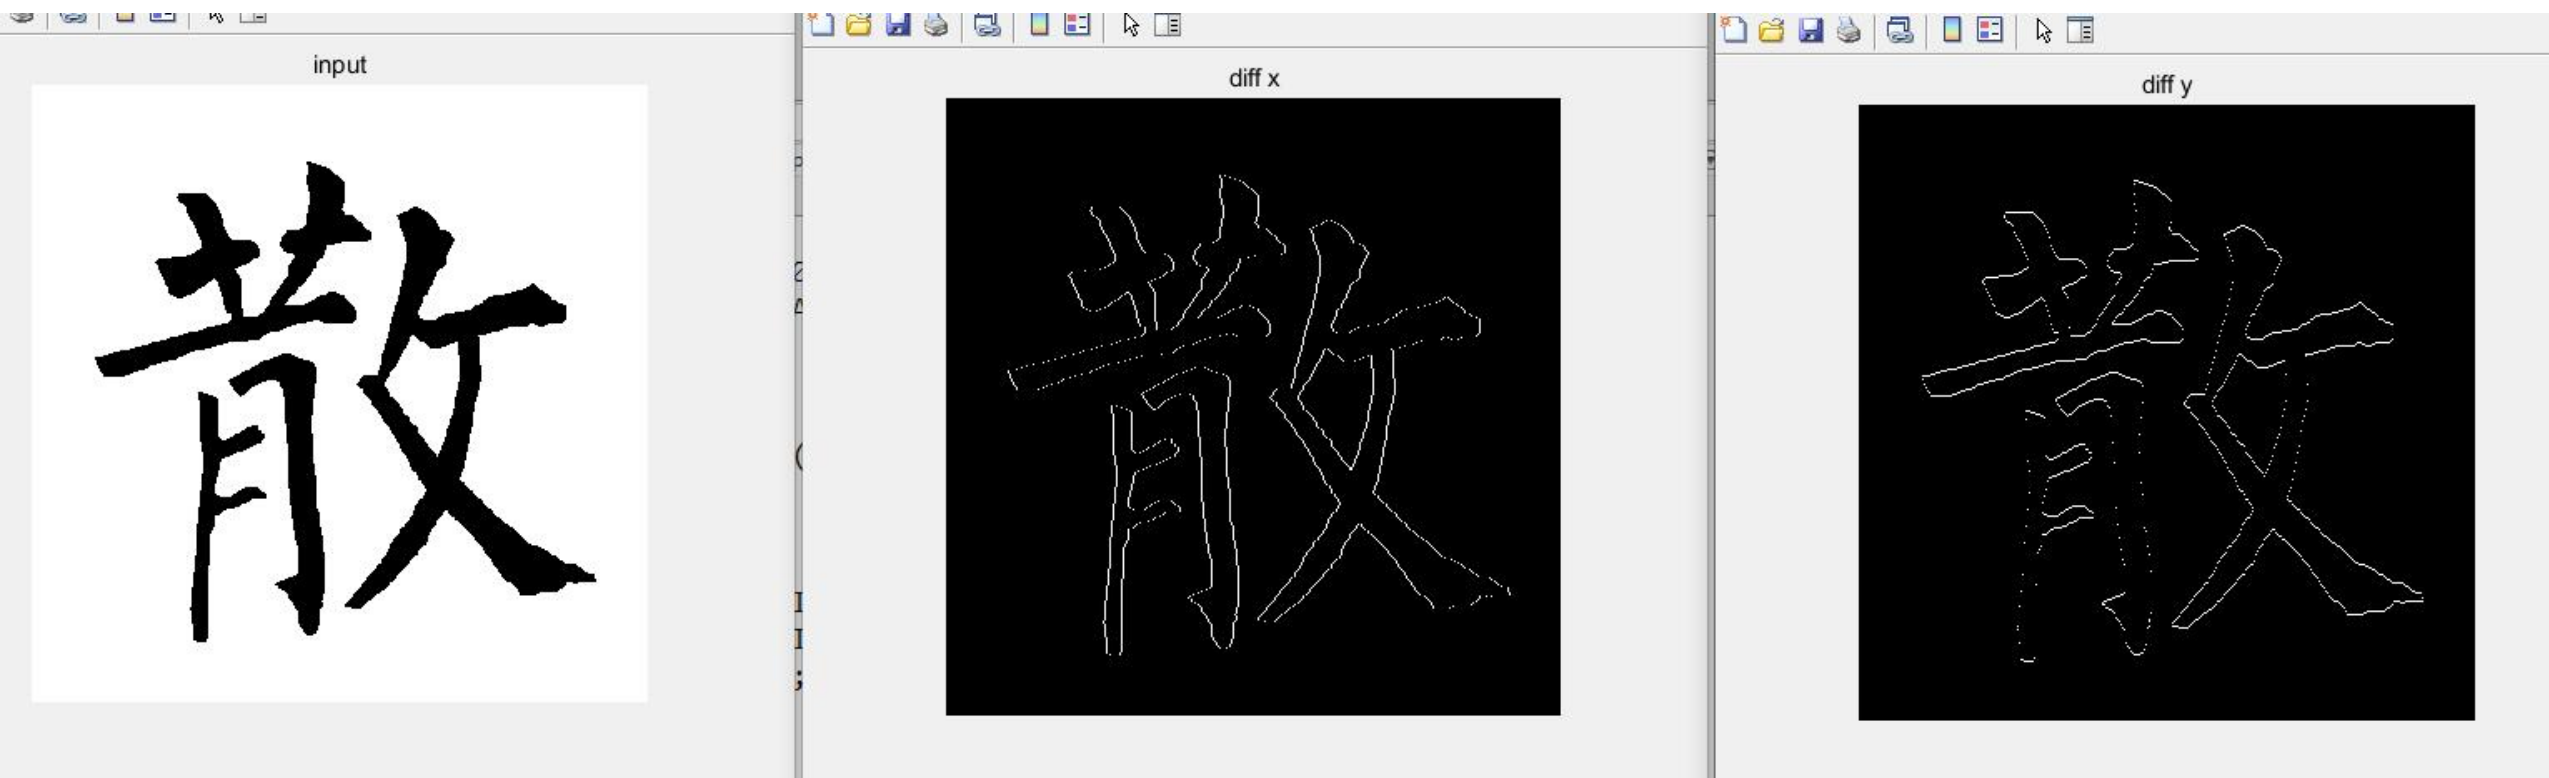 input
散
diff x
散
diff y
散